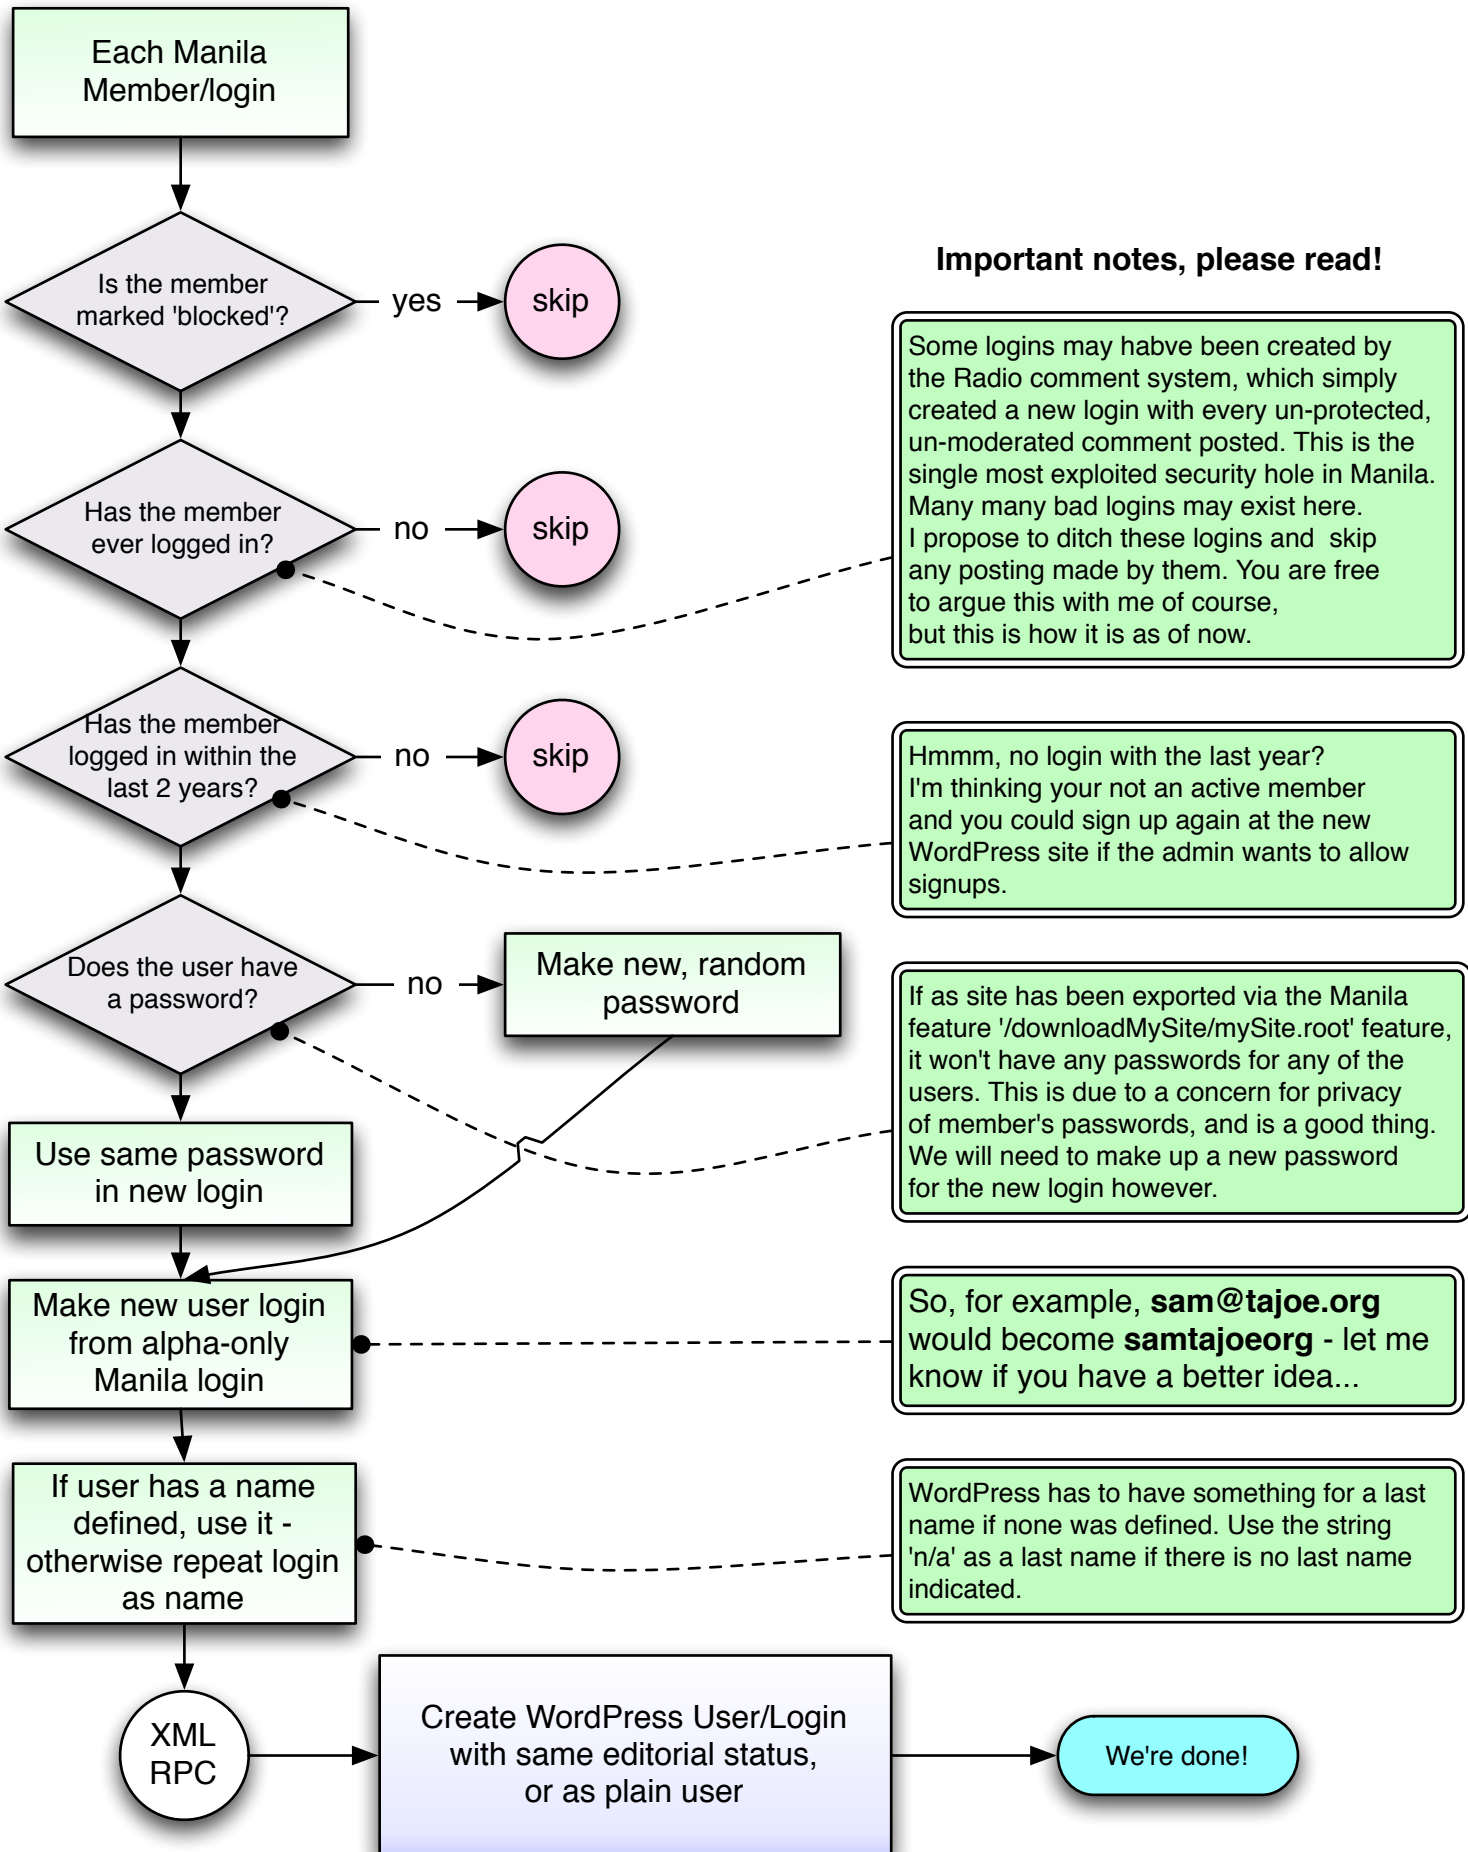 Each Manila
Member/login
Is the member
marked 'blocked'?
yes
skip
Important notes, please read!
Some logins may habve been created by
the Radio comment system, which simply
created a new login with every un-protected,
un-moderated comment posted. This is the
single most exploited security hole in Manila.
Many many bad logins may exist here.
I propose to ditch these logins and  skip
any posting made by them. You are free
to argue this with me of course,
but this is how it is as of now.
Has the member
ever logged in?
no
skip
Has the member
logged in within the
last 2 years?
no
skip
Hmmm, no login with the last year?
I'm thinking your not an active member
and you could sign up again at the new
WordPress site if the admin wants to allow
signups.
Does the user have
a password?
no
Make new, random
password
If as site has been exported via the Manila
feature '/downloadMySite/mySite.root' feature,
it won't have any passwords for any of the
users. This is due to a concern for privacy
of member's passwords, and is a good thing.
We will need to make up a new password
for the new login however.
Use same password
in new login
Make new user login
from alpha-only
Manila login
So, for example, sam@tajoe.org
would become samtajoeorg - let me
know if you have a better idea...
If user has a name
defined, use it -
otherwise repeat login
as name
WordPress has to have something for a last
name if none was defined. Use the string
'n/a' as a last name if there is no last name
indicated.
XML
RPC
Create WordPress User/Login
with same editorial status,
or as plain user
We're done!